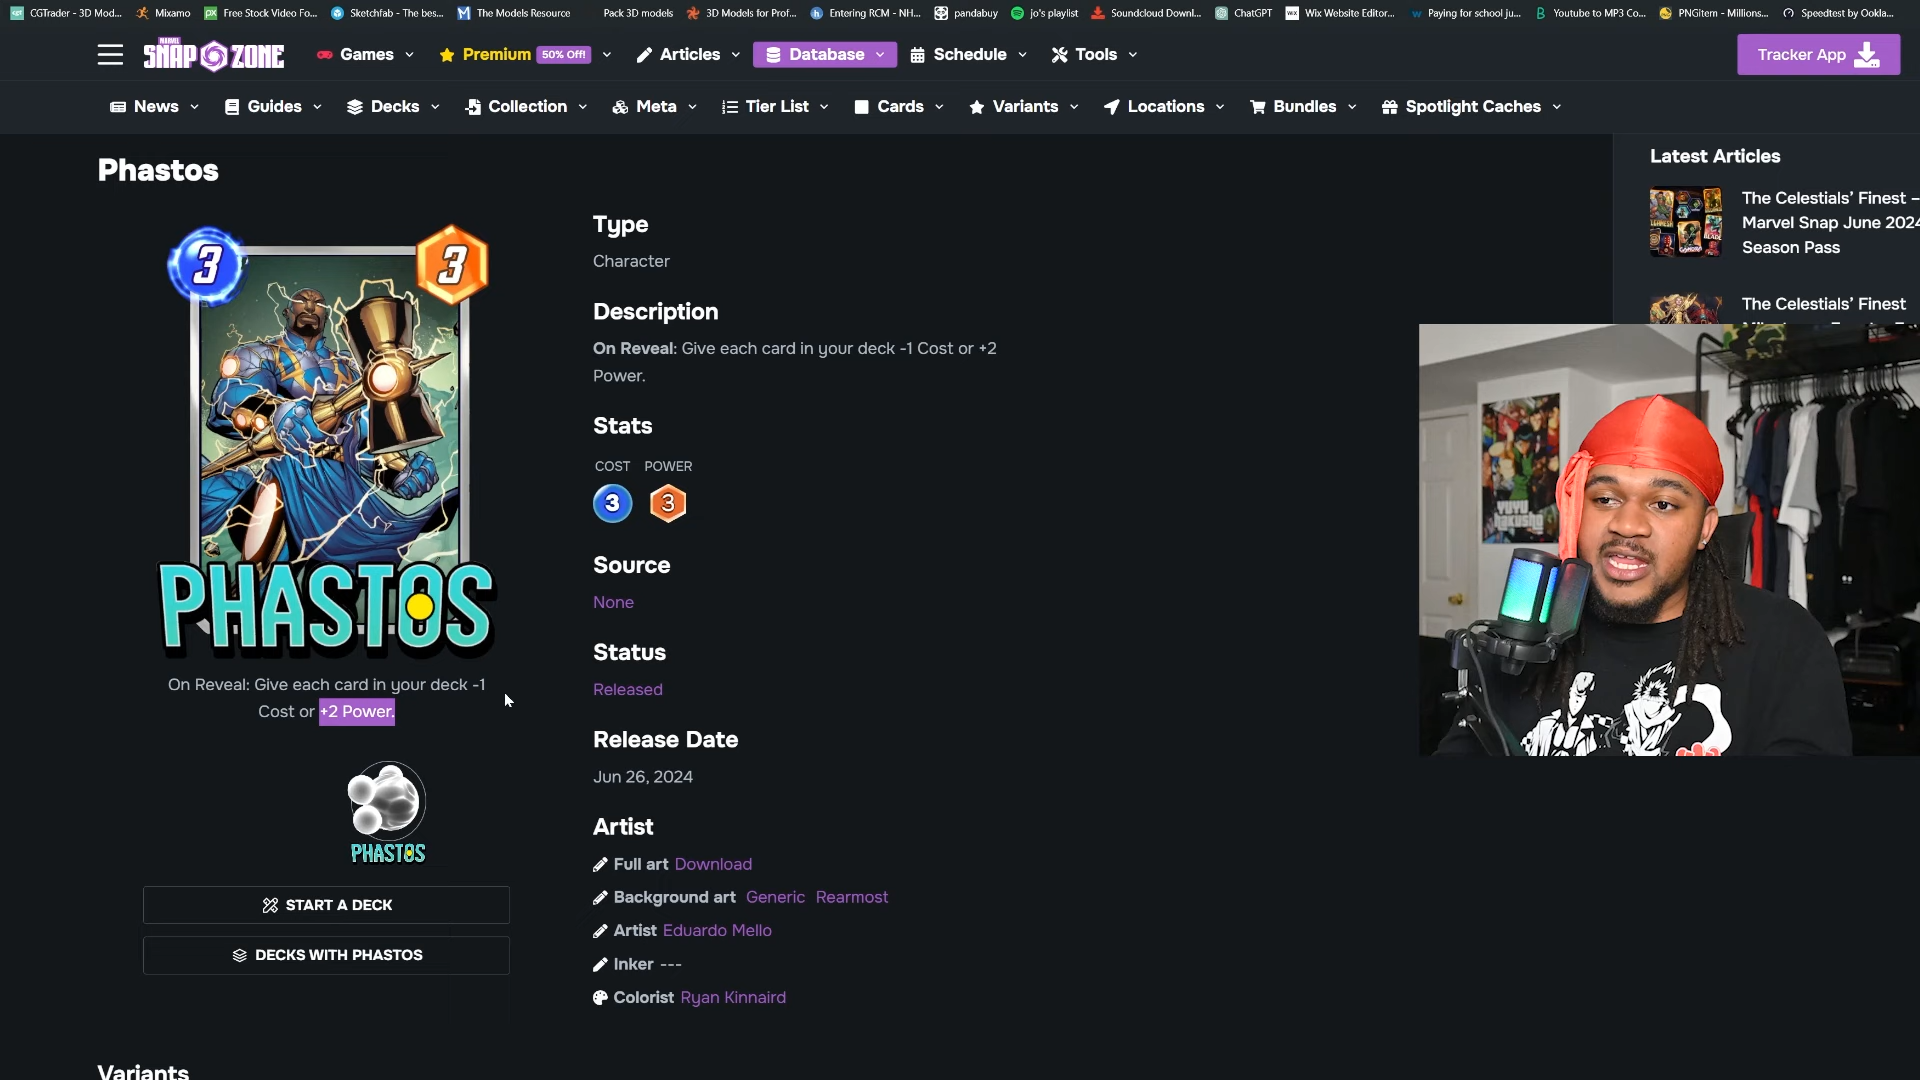 CGTrader - 3D Mod...
Mixamo
Free Stock Video Fo...
Sketchfab - The bes...
The Models Resource
Pack 3D models
3D Models for Prof...
Entering RCM - NH...
pandabuy
jo's playlist
Soundcloud Downl...
ChatGPT
Wix Website Editor...
Paying for school ju...
Youtube to MP3 Co...
PNGitem - Millions...
Speedtest by Ookla...
MARVEL
SNAP ZONE
Games
Premium 50% Off!
Articles
Database
Schedule
Tools
Tracker App
News
Guides
Decks
Collection
Meta
Tier List
Cards
Variants
Locations
Bundles
Spotlight Caches
Phastos
3
3
PHASTOS
On Reveal: Give each card in your deck -1
Cost or +2 Power.
PHASTOS
START A DECK
DECKS WITH PHASTOS
Type
Character
Description
On Reveal: Give each card in your deck -1 Cost or +2
Power.
Stats
COST POWER
3 3
Source
None
Status
Released
Release Date
Jun 26, 2024
Artist
Full art Download
Background art Generic Rearmost
Artist Eduardo Mello
Inker ---
Colorist Ryan Kinnaird
Variants
Latest Articles
The Celestials' Finest –
Marvel Snap June 2024
Season Pass
The Celestials' Finest
YUYU
HAKUSHO